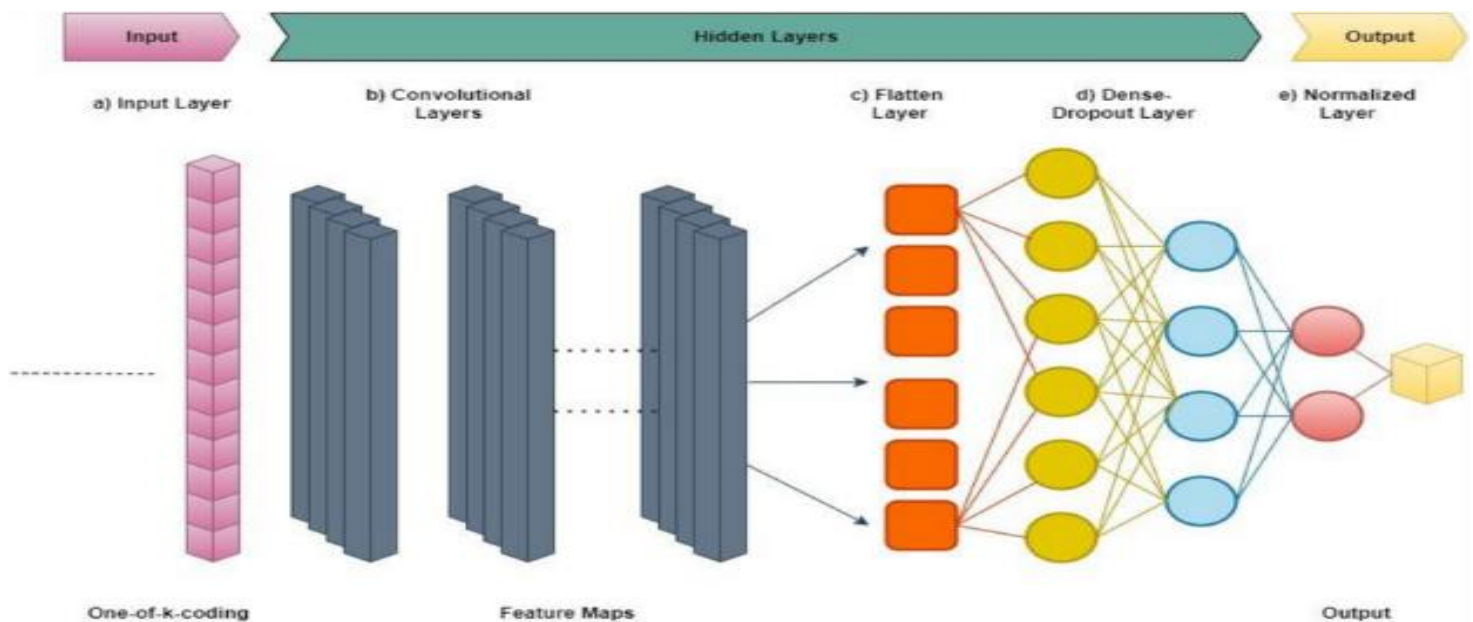 Input
Hidden Layers
Output
a) Input Layer
b) Convolutional
Layers
c) Flatten
Layer
d) Dense-
Dropout Layer
e) Normalized
Layer
One-of-k-coding
Feature Maps
Output